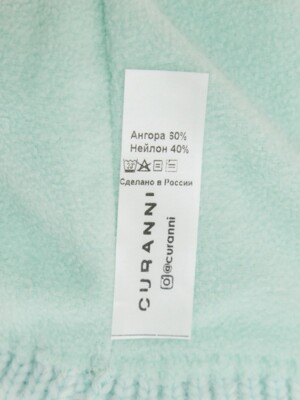 Ангора 60%
Нейлон 40%
Сделано в России
CURANNI
@curanni